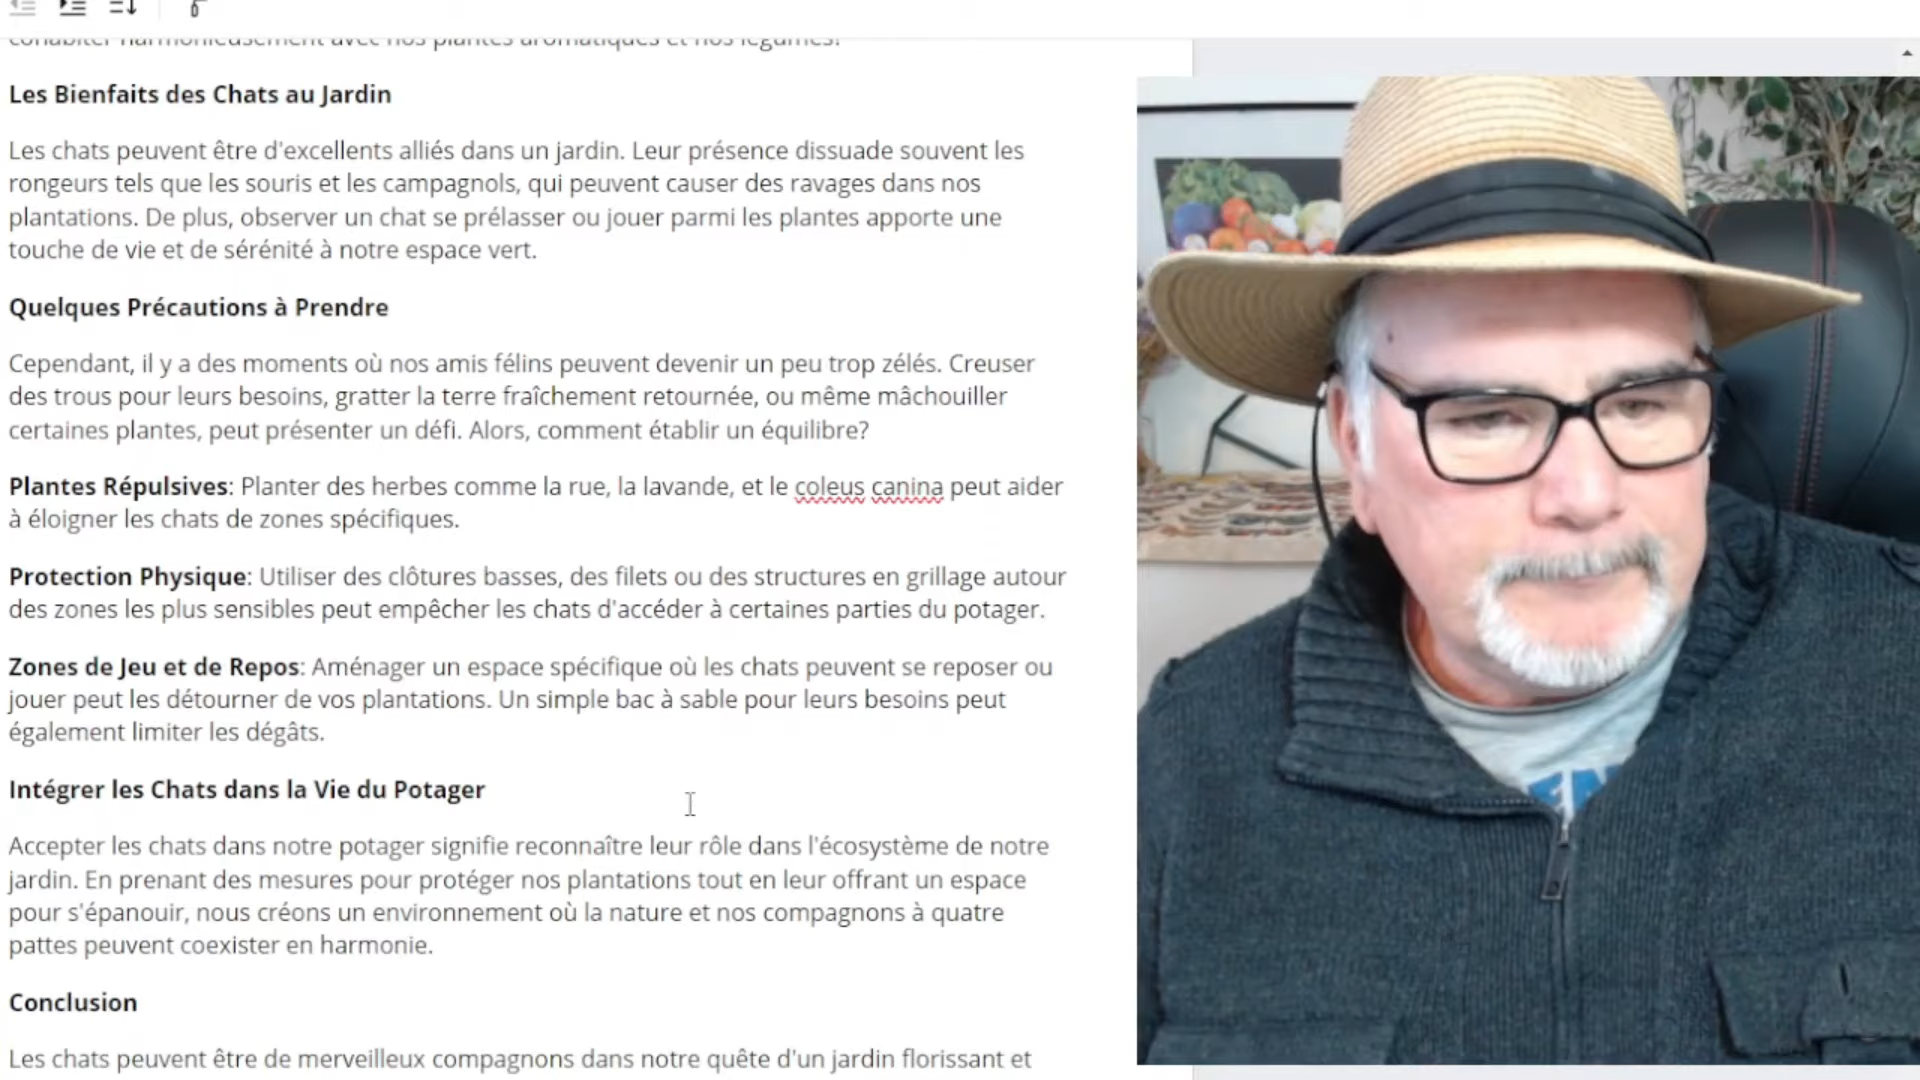 cohabiter harmonieusement avec nos plantes aromatiques et nos légumes!
Les Bienfaits des Chats au Jardin
Les chats peuvent être d'excellents alliés dans un jardin. Leur présence dissuade souvent les
rongeurs tels que les souris et les campagnols, qui peuvent causer des ravages dans nos
plantations. De plus, observer un chat se prélasser ou jouer parmi les plantes apporte une
touche de vie et de sérénité à notre espace vert.
Quelques Précautions à Prendre
Cependant, il y a des moments où nos amis félins peuvent devenir un peu trop zélés. Creuser
des trous pour leurs besoins, gratter la terre fraîchement retournée, ou même mâchouiller
certaines plantes, peut présenter un défi. Alors, comment établir un équilibre?
Plantes Répulsives: Planter des herbes comme la rue, la lavande, et le coleus canina peut aider
à éloigner les chats de zones spécifiques.
Protection Physique: Utiliser des clôtures basses, des filets ou des structures en grillage autour
des zones les plus sensibles peut empêcher les chats d'accéder à certaines parties du potager.
Zones de Jeu et de Repos: Aménager un espace spécifique où les chats peuvent se reposer ou
jouer peut les détourner de vos plantations. Un simple bac à sable pour leurs besoins peut
également limiter les dégâts.
Intégrer les Chats dans la Vie du Potager
Accepter les chats dans notre potager signifie reconnaître leur rôle dans l'écosystème de notre
jardin. En prenant des mesures pour protéger nos plantations tout en leur offrant un espace
pour s'épanouir, nous créons un environnement où la nature et nos compagnons à quatre
pattes peuvent coexister en harmonie.
Conclusion
Les chats peuvent être de merveilleux compagnons dans notre quête d'un jardin florissant et